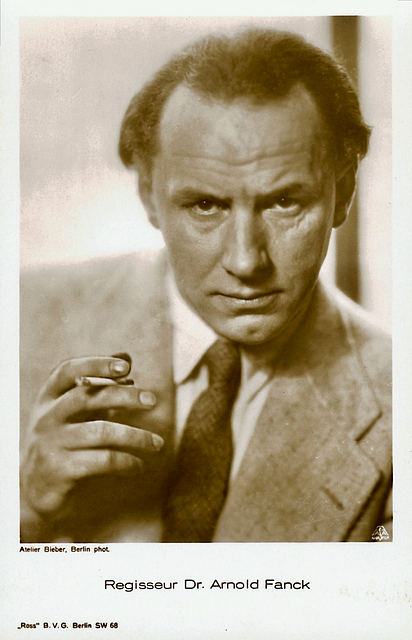 Atelier Bieber, Berlin phot.
Regisseur Dr. Arnold Fanck
„Ross" B. V. G. Berlin SW 68